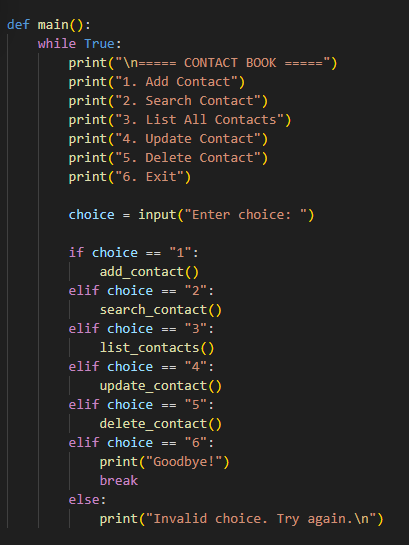 def main():
    while True:
        print("\n===== CONTACT BOOK =====")
        print("1. Add Contact")
        print("2. Search Contact")
        print("3. List All Contacts")
        print("4. Update Contact")
        print("5. Delete Contact")
        print("6. Exit")

        choice = input("Enter choice: ")

        if choice == "1":
            add_contact()
        elif choice == "2":
            search_contact()
        elif choice == "3":
            list_contacts()
        elif choice == "4":
            update_contact()
        elif choice == "5":
            delete_contact()
        elif choice == "6":
            print("Goodbye!")
            break
        else:
            print("Invalid choice. Try again.\n")